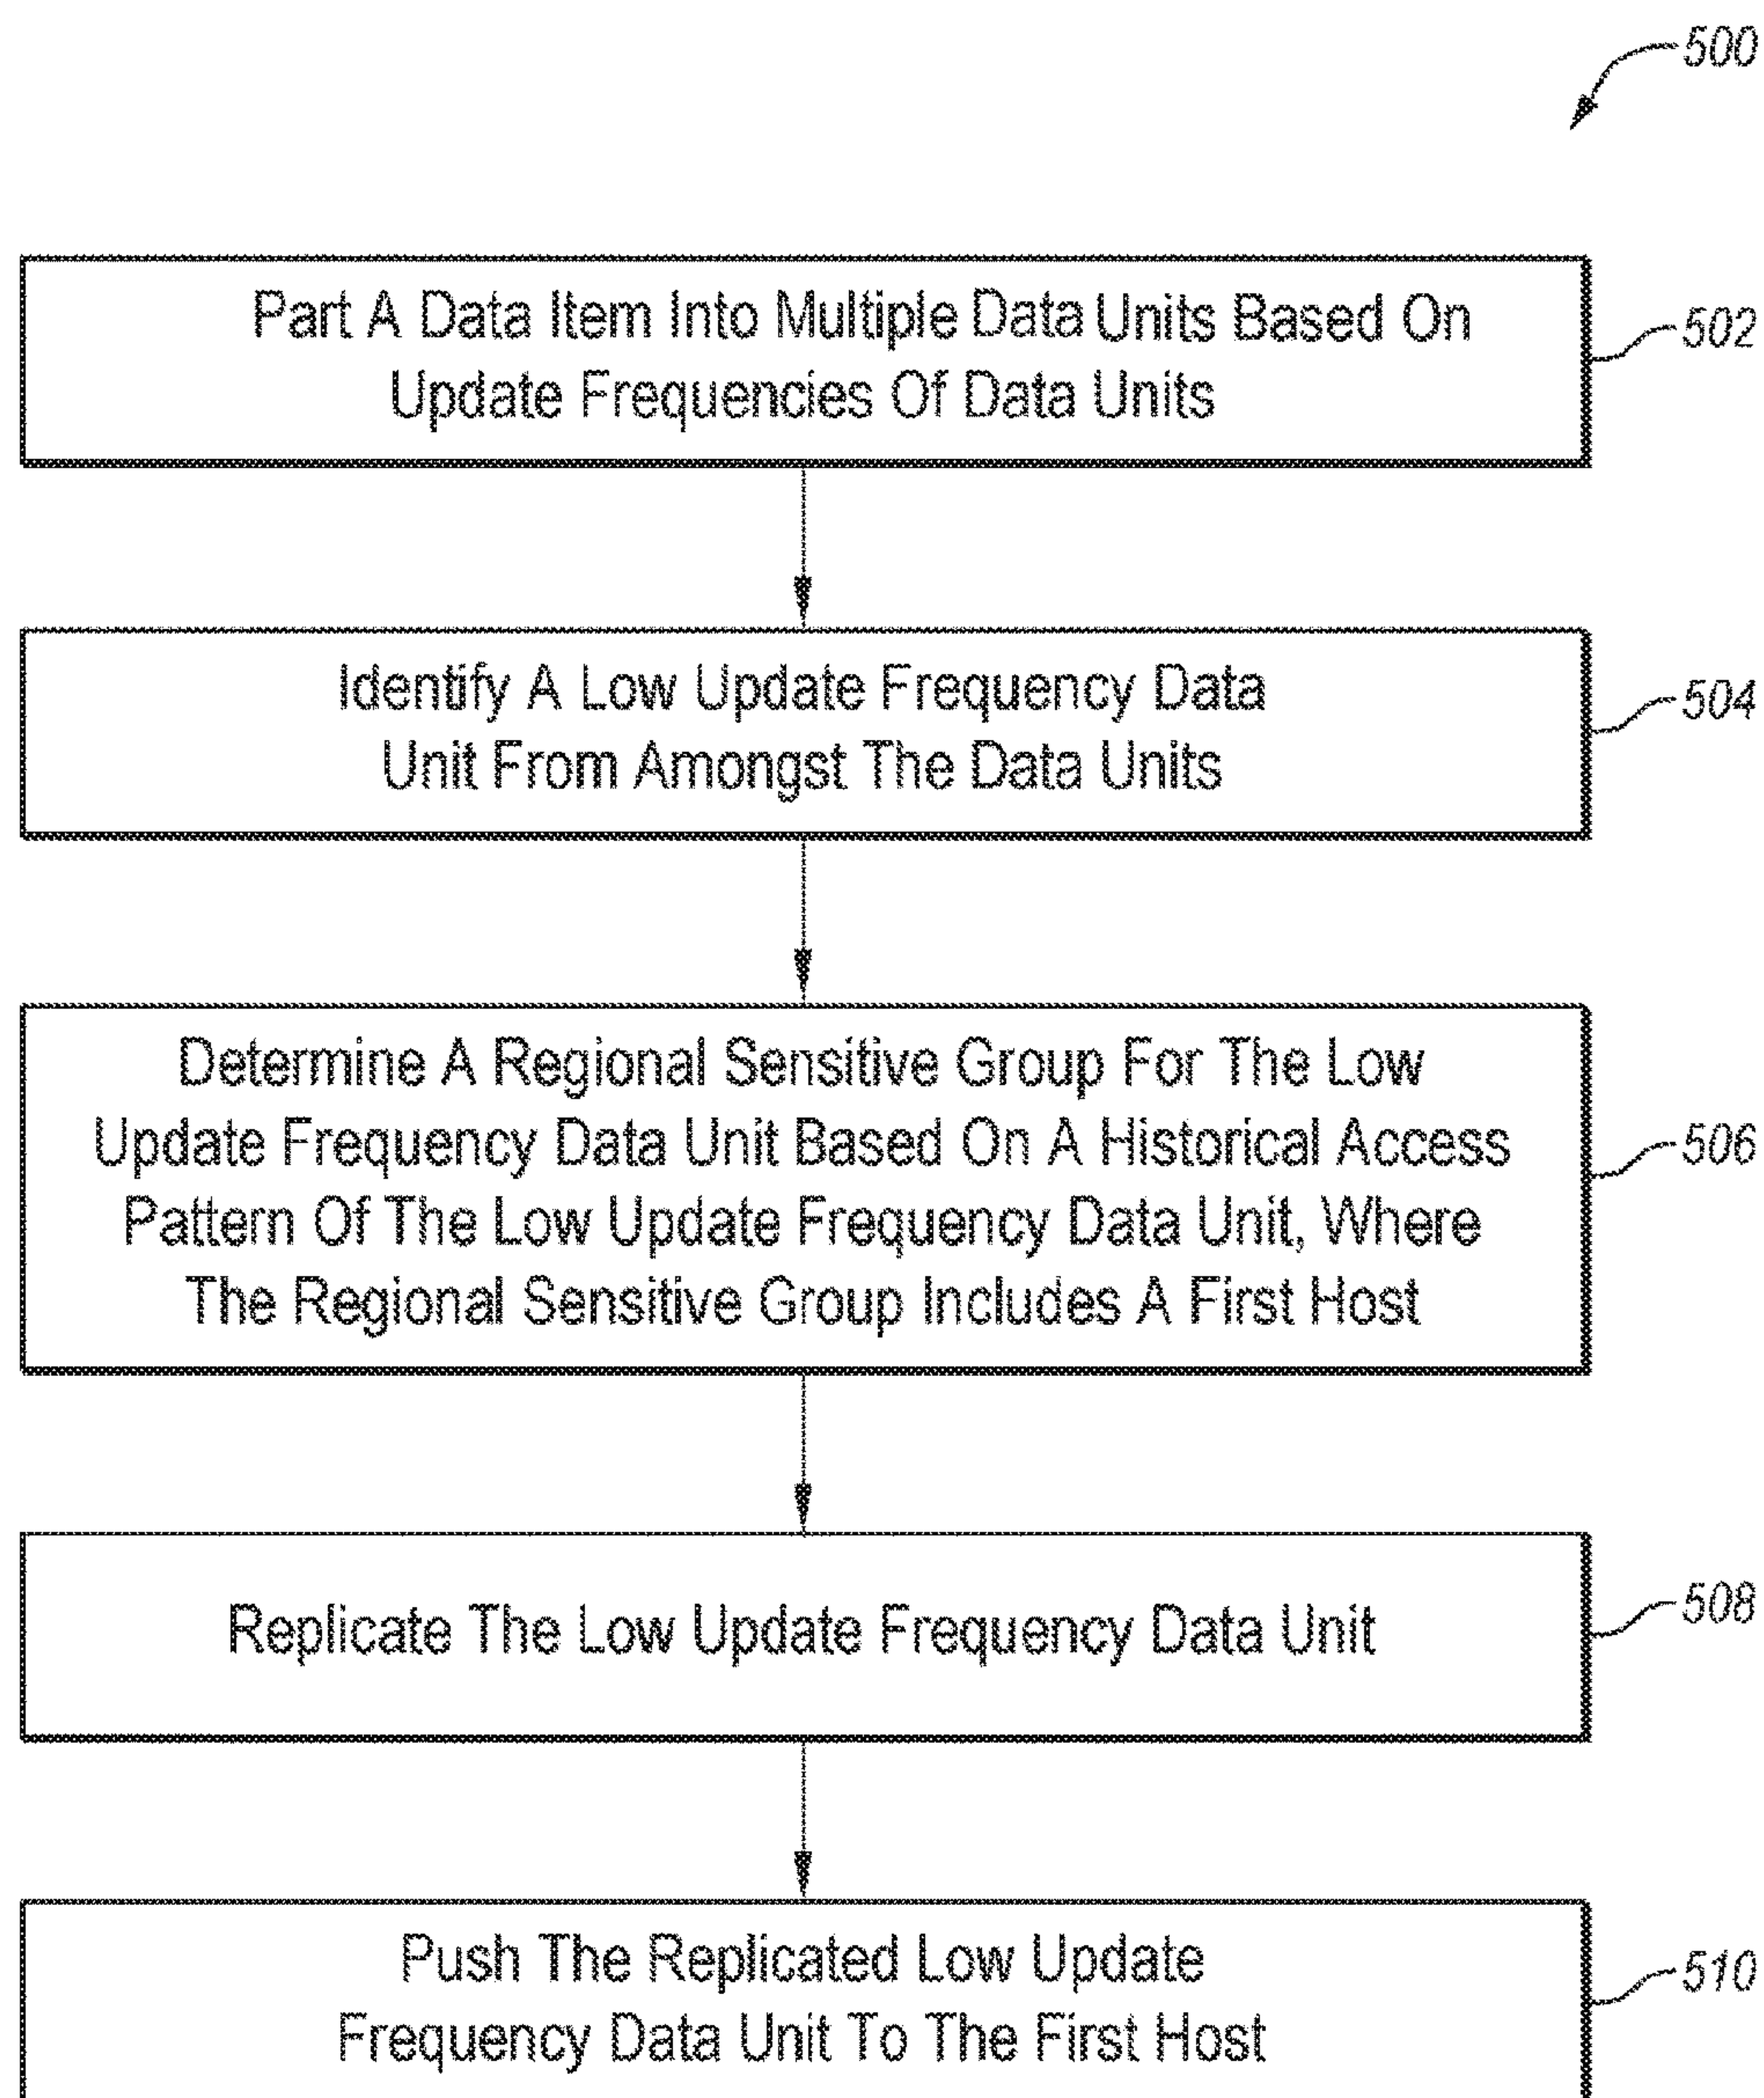 500
Part A Data Item Into Multiple Data Units Based On
Update Frequencies Of Data Units
502
Identify A Low Update Frequency Data
Unit From Amongst The Data Units
504
Determine A Regional Sensitive Group For The Low
Update Frequency Data Unit Based On A Historical Access
Pattern Of The Low Update Frequency Data Unit, Where
The Regional Sensitive Group Includes A First Host
506
Replicate The Low Update Frequency Data Unit
508
Push The Replicated Low Update
Frequency Data Unit To The First Host
510